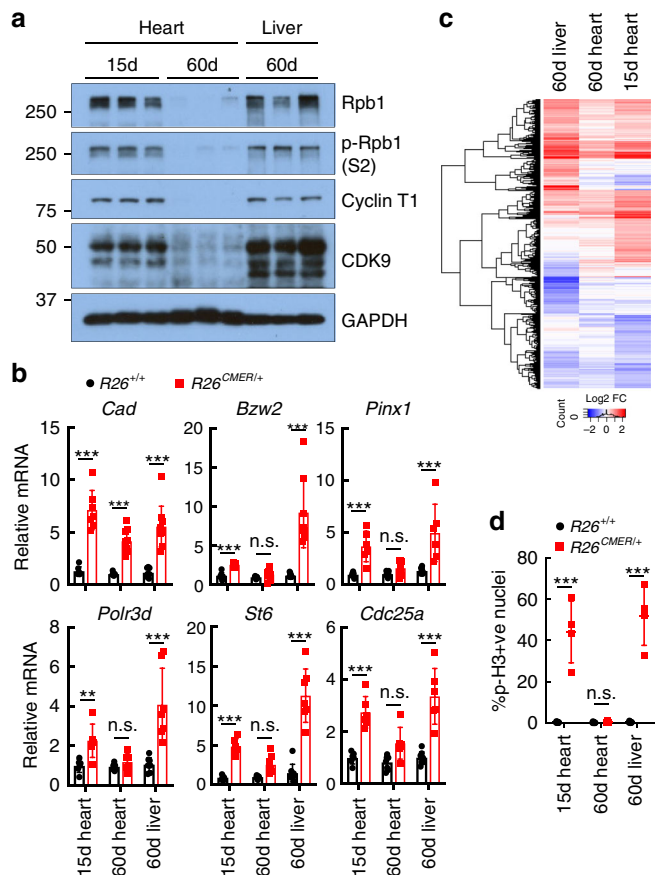 a
Heart Liver
15d 60d 60d
250 Rpb1
250 p-Rpb1
(S2)
75 Cyclin T1
50 CDK9
37
GAPDH
b
R26+/+ R26CMER/+
Cad Bzw2 Pinx1
Relative mRNA
15
10
5
0
*** *** ***
20
15
10
5
0
*** n.s. ***
15
10
5
0
*** n.s. ***
Polr3d St6 Cdc25a
Relative mRNA
8
6
4
2
0
** n.s. ***
20
15
10
5
0
*** n.s. ***
6
4
2
0
*** n.s. ***
15d heart 60d heart 60d liver
15d heart 60d heart 60d liver
15d heart 60d heart 60d liver
c
60d liver 60d heart 15d heart
Count
0
Log2 FC
−2 0 2
d
R26+/+
R26CMER/+
%p-H3+ve nuclei
80
60
40
20
0
*** n.s. ***
15d heart 60d heart 60d liver